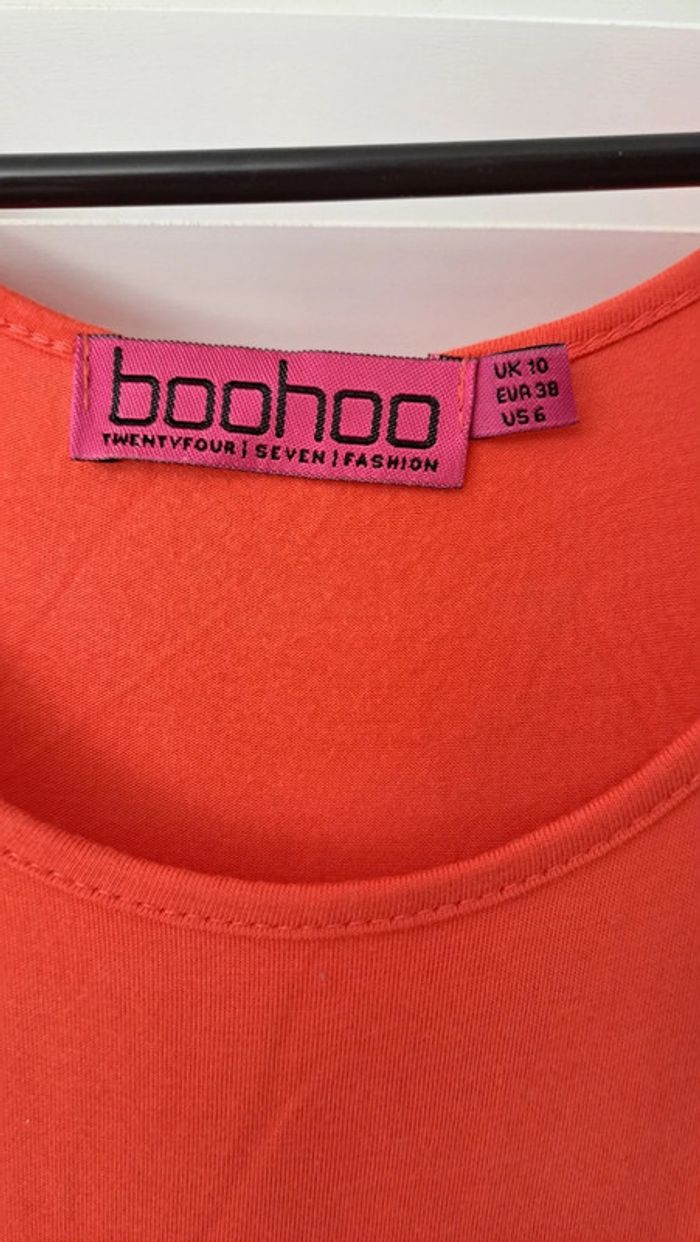 boohoo
TWENTYFOUR | SEVEN | FASHION
UK 10
EUR 38
US 6